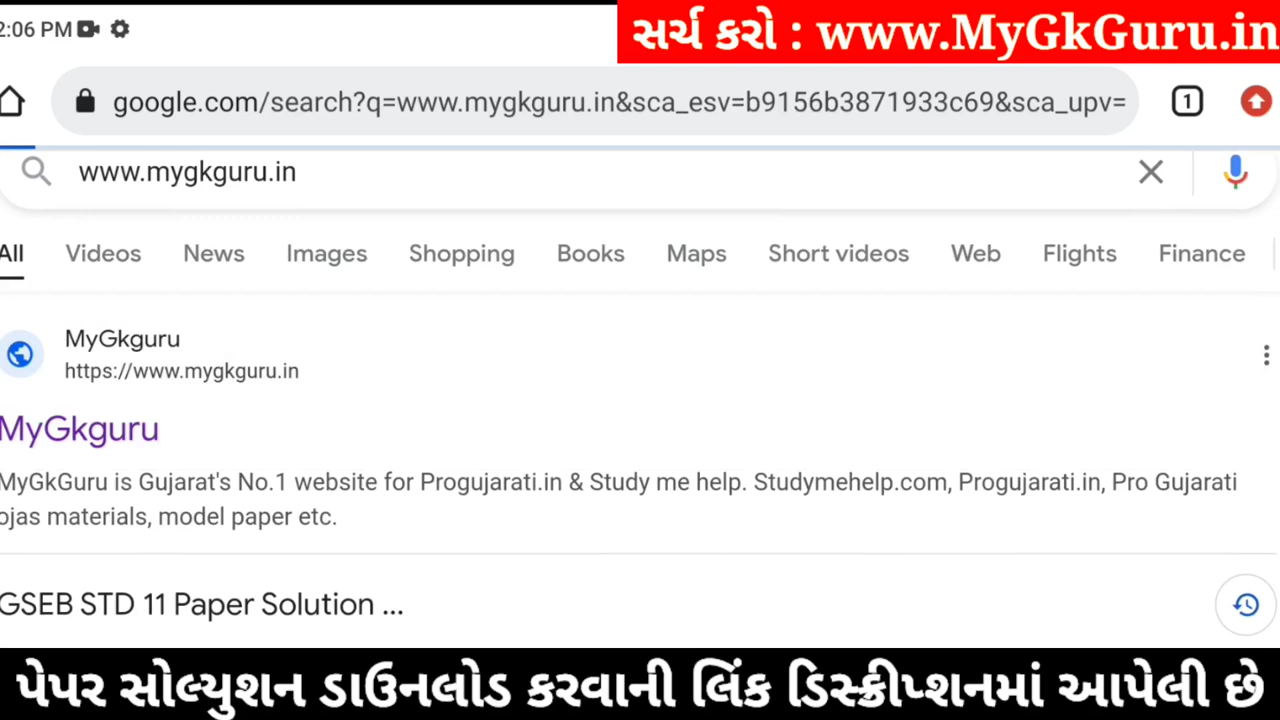 2:06 PM
સર્ચ કરો : www.MyGkGuru.in
google.com/search?q=www.mygkguru.in&sca_esv=b9156b3871933c69&sca_upv=
1
www.mygkguru.in
All Videos News Images Shopping Books Maps Short videos Web Flights Finance
MyGkguru
https://www.mygkguru.in
MyGkguru
MyGkGuru is Gujarat's No.1 website for Progujarati.in & Study me help. Studymehelp.com, Progujarati.in, Pro Gujarati
ojas materials, model paper etc.
GSEB STD 11 Paper Solution ...
પેપર સોલ્યુશન ડાઉનલોડ કરવાની લિંક ડિસ્ક્રીપ્શનમાં આપેલી છે